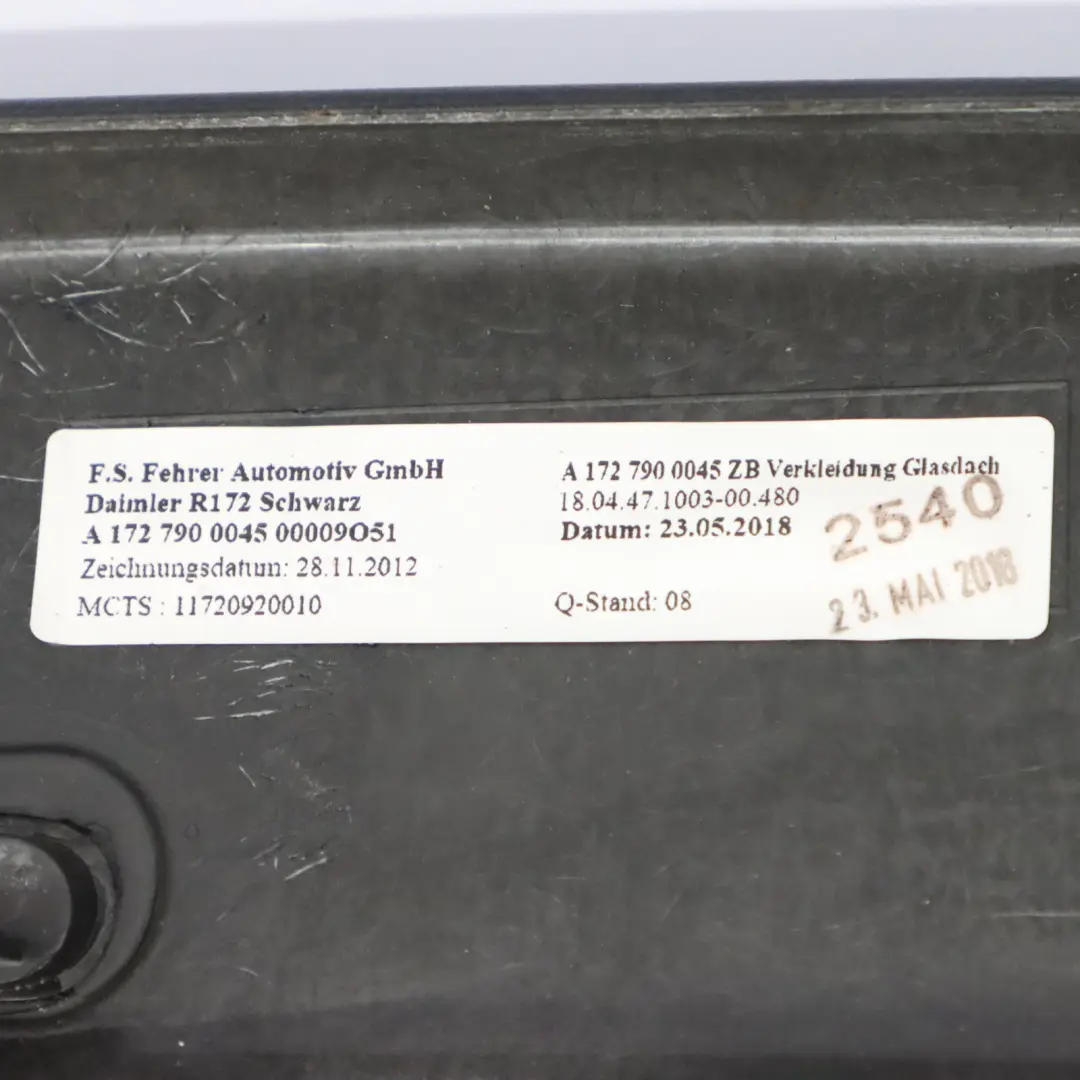 F.S. Fehrer Automotiv GmbH
Daimler R172 Schwarz
A 172 790 0045 00009O51
Zeichnungsdatum: 28.11.2012
MCTS : 11720920010
A 172 790 0045 ZB Verkleidung Glasdach
18.04.47.1003-00.480
Datum: 23.05.2018
Q-Stand: 08
2540
23. MAI 2018